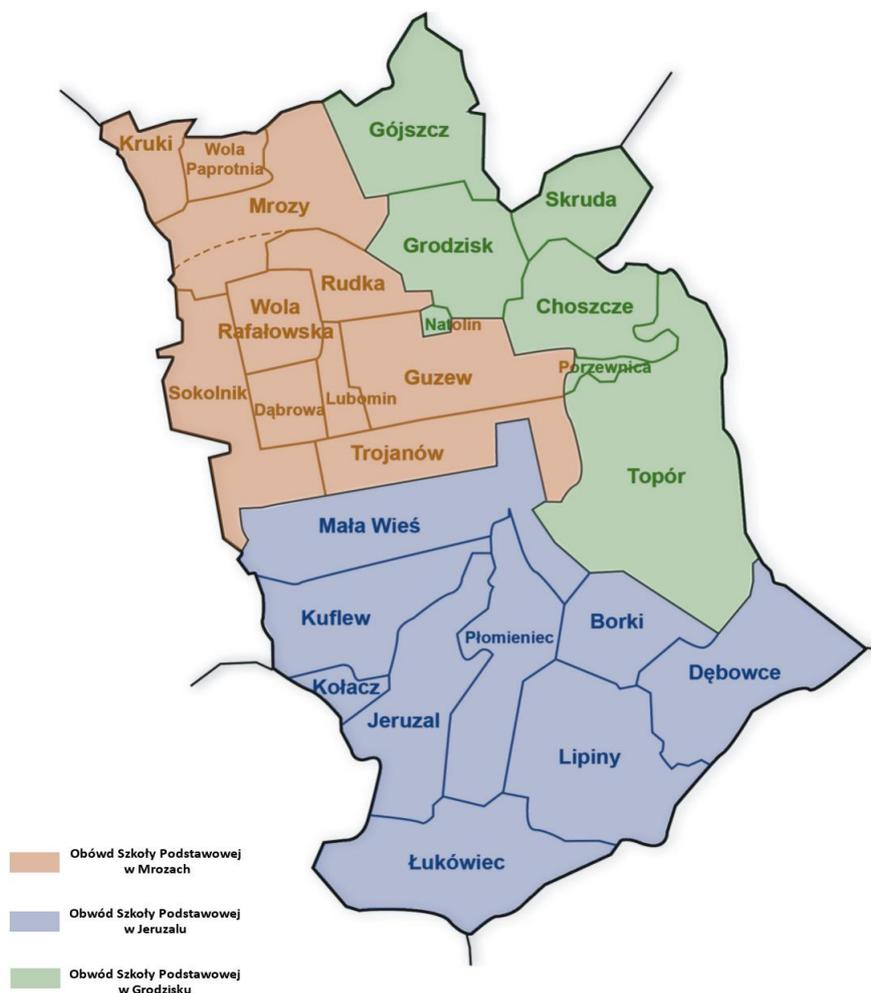 Gójszcz
Kruki
Wola
Paprotnia
Skruda
Mrozy
Grodzisk
Rudka
Choszcze
Wola
Rafałowska
Natolin
Porzewnica
Guzew
Sokolnik
Lubomin
Dąbrowa
Trojanów
Topór
Mała Wieś
Kuflew
Borki
Płomieniec
Dębowce
Kołacz
Jeruzal
Lipiny
Łukówiec
Obówd Szkoły Podstawowej
w Mrozach
Obwód Szkoły Podstawowej
w Jeruzalu
Obwód Szkoły Podstawowej
w Grodzisku